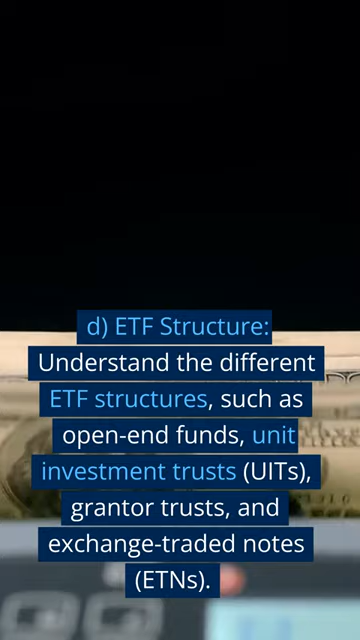 d) ETF Structure:
Understand the different
ETF structures, such as
open-end funds, unit
investment trusts (UITs),
grantor trusts, and
exchange-traded notes
(ETNs).